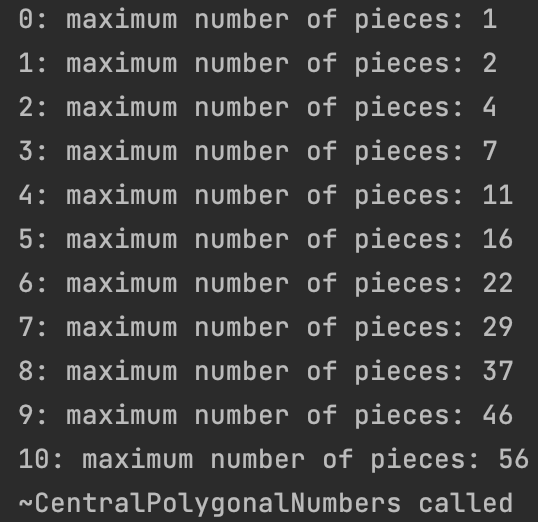 0: maximum number of pieces: 1
1: maximum number of pieces: 2
2: maximum number of pieces: 4
3: maximum number of pieces: 7
4: maximum number of pieces: 11
5: maximum number of pieces: 16
6: maximum number of pieces: 22
7: maximum number of pieces: 29
8: maximum number of pieces: 37
9: maximum number of pieces: 46
10: maximum number of pieces: 56
~CentralPolygonalNumbers called